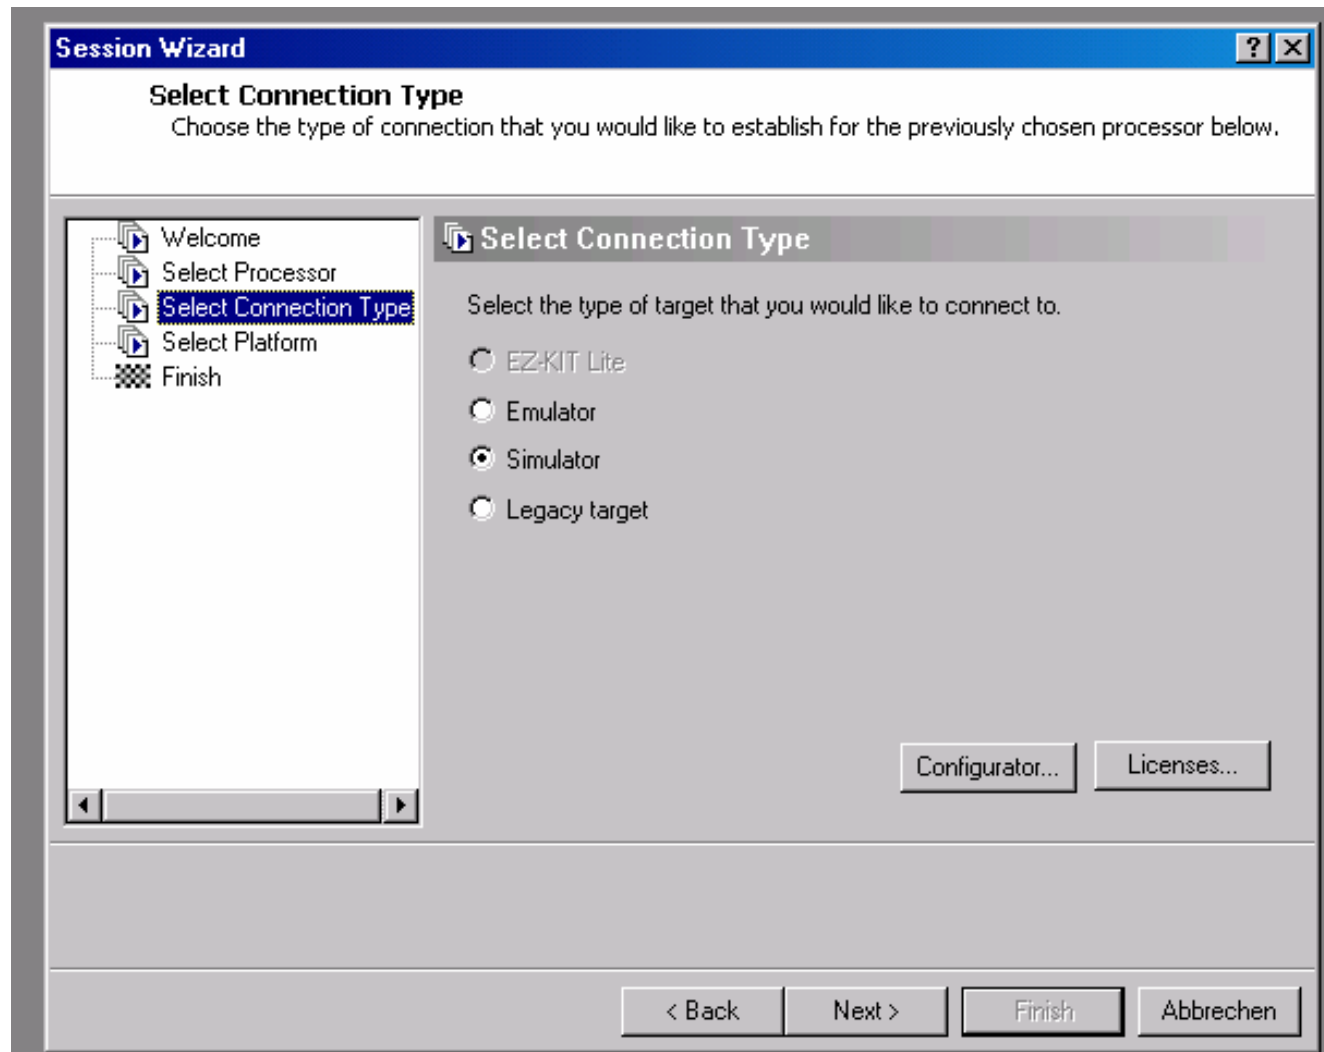 Session Wizard
Select Connection Type
Choose the type of connection that you would like to establish for the previously chosen processor below.
Welcome
Select Processor
Select Connection Type
Select Platform
Finish
Select Connection Type
Select the type of target that you would like to connect to.
EZ-KIT Lite
Emulator
Simulator
Legacy target
Configurator... Licenses...
< Back Next > Finish Abbrechen